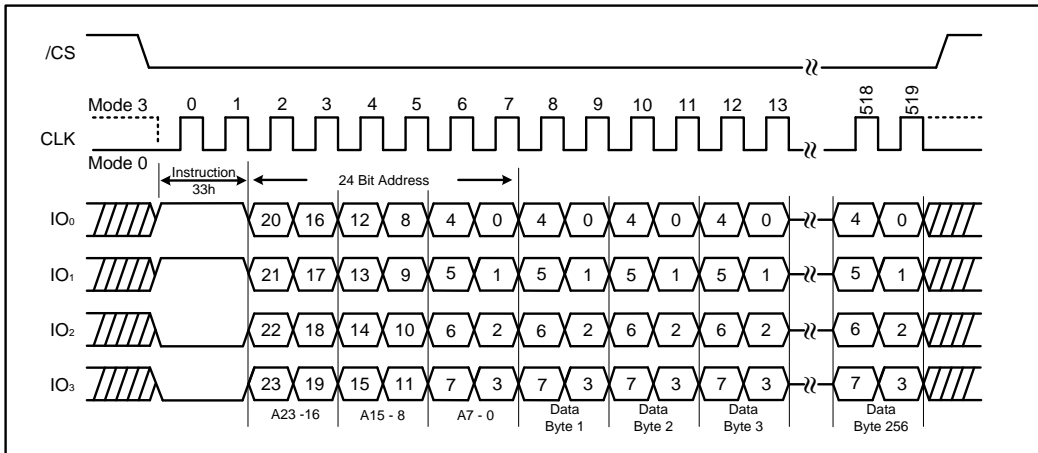 /CS
Mode 3 0 1 2 3 4 5 6 7 8 9 10 11 12 13 518 519
CLK
Mode 0
Instruction
33h
24 Bit Address
IO₀ 20 16 12 8 4 0 4 0 4 0 4 0 4 0
IO₁ 21 17 13 9 5 1 5 1 5 1 5 1 5 1
IO₂ 22 18 14 10 6 2 6 2 6 2 6 2 6 2
IO₃ 23 19 15 11 7 3 7 3 7 3 7 3 7 3
A23 -16 A15 - 8 A7 - 0
Data
Byte 1
Data
Byte 2
Data
Byte 3
Data
Byte 256